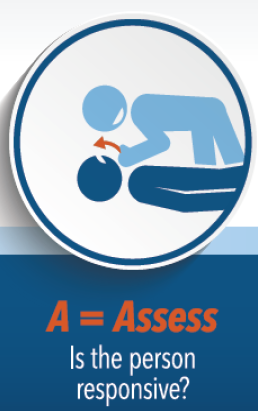 A = Assess
Is the person
responsive?